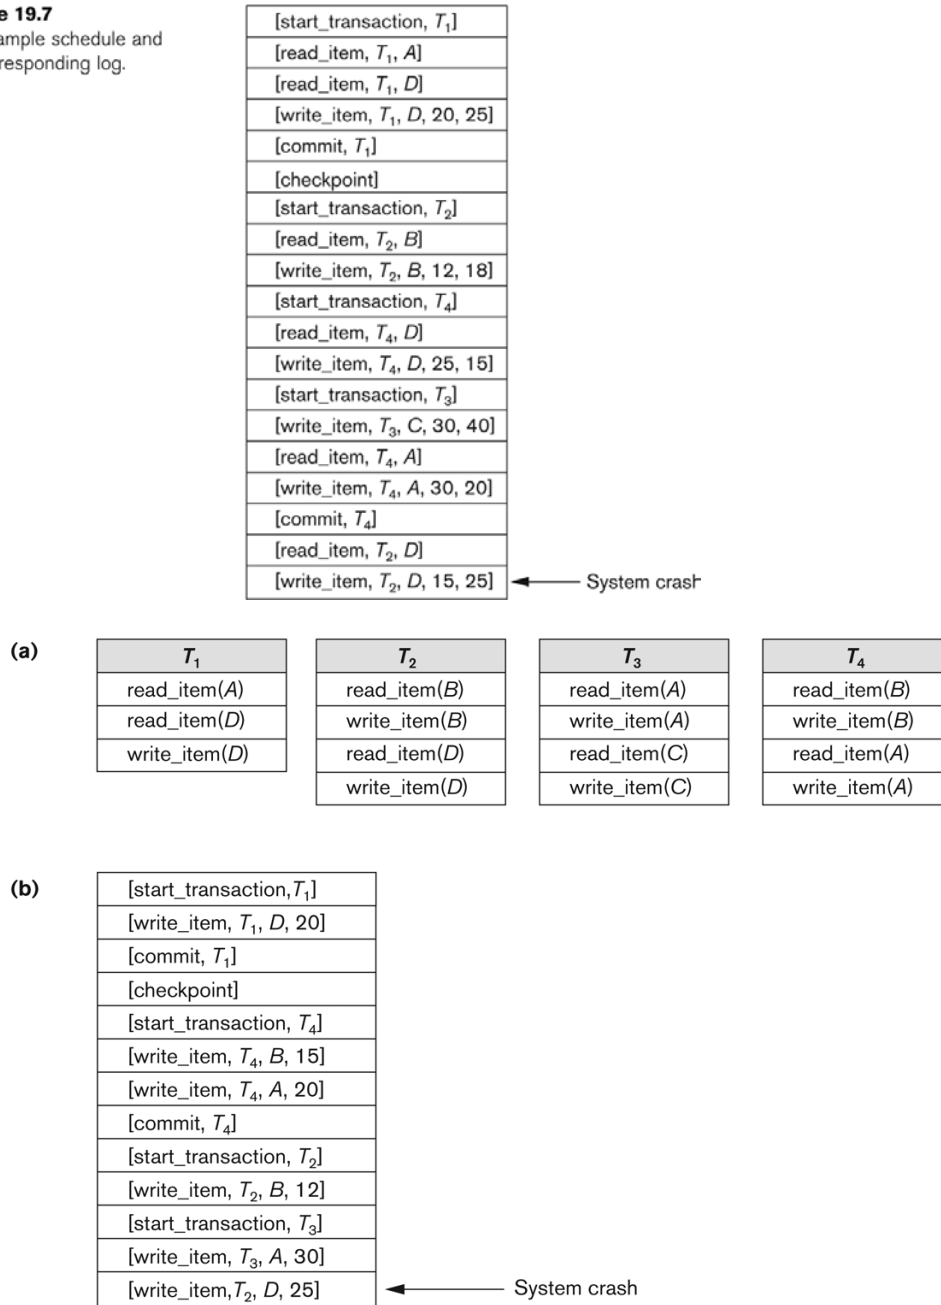 19.7
schedule and
log.
[start_transaction, T1]
[read_item, T1, A]
[read_item, T1, D]
[write_item, T1, D, 20, 25]
[commit, T1]
[checkpoint]
[start_transaction, T2]
[read_item, T2, B]
[write_item, T2, B, 12, 18]
[start_transaction, T4]
[read_item, T4, D]
[write_item, T4, D, 25, 15]
[start_transaction, T3]
[write_item, T3, C, 30, 40]
[read_item, T4, A]
[write_item, T4, A, 30, 20]
[commit, T4]
[read_item, T2, D]
[write_item, T2, D, 15, 25] System crash
(a) T1 T2 T3 T4
read_item(A) read_item(B) read_item(A) read_item(B)
read_item(D) write_item(B) write_item(A) write_item(B)
write_item(D) read_item(D) read_item(C) read_item(A)
write_item(D) write_item(C) write_item(A)
(b) [start_transaction,T1]
[write_item, T1, D, 20]
[commit, T1]
[checkpoint]
[start_transaction, T4]
[write_item, T4, B, 15]
[write_item, T4, A, 20]
[commit, T4]
[start_transaction, T2]
[write_item, T2, B, 12]
[start_transaction, T3]
[write_item, T3, A, 30]
[write_item,T2, D, 25] System crash